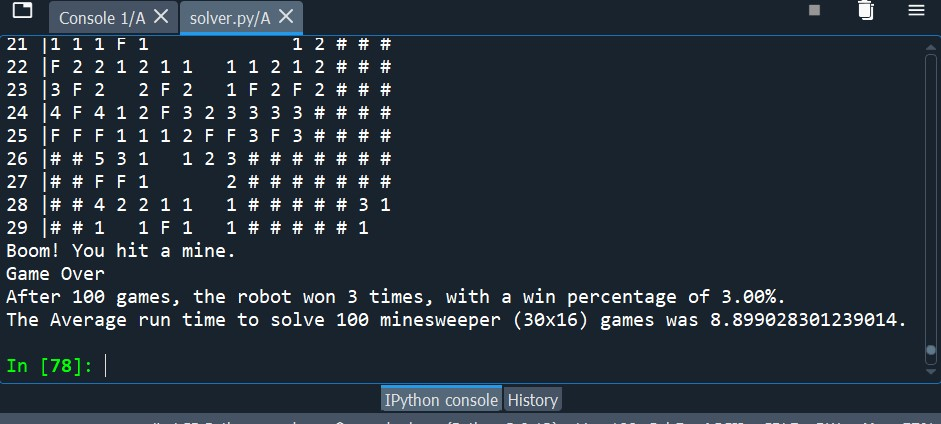 Console 1/A solver.py/A
21 |1 1 1 F 1             1 2 # # #
22 |F 2 2 1 2 1 1   1 1 2 1 2 # # #
23 |3 F 2   2 F 2   1 F 2 F 2 # # #
24 |4 F 4 1 2 F 3 2 3 3 3 3 # # # #
25 |F F F 1 1 1 2 F F 3 F 3 # # # #
26 |# # 5 3 1   1 2 3 # # # # # # #
27 |# # F F 1       2 # # # # # # #
28 |# # 4 2 2 1 1   1 # # # # # 3 1
29 |# # 1   1 F 1   1 # # # # # 1
Boom! You hit a mine.
Game Over
After 100 games, the robot won 3 times, with a win percentage of 3.00%.
The Average run time to solve 100 minesweeper (30x16) games was 8.899028301239014.
In [78]:
IPython console History